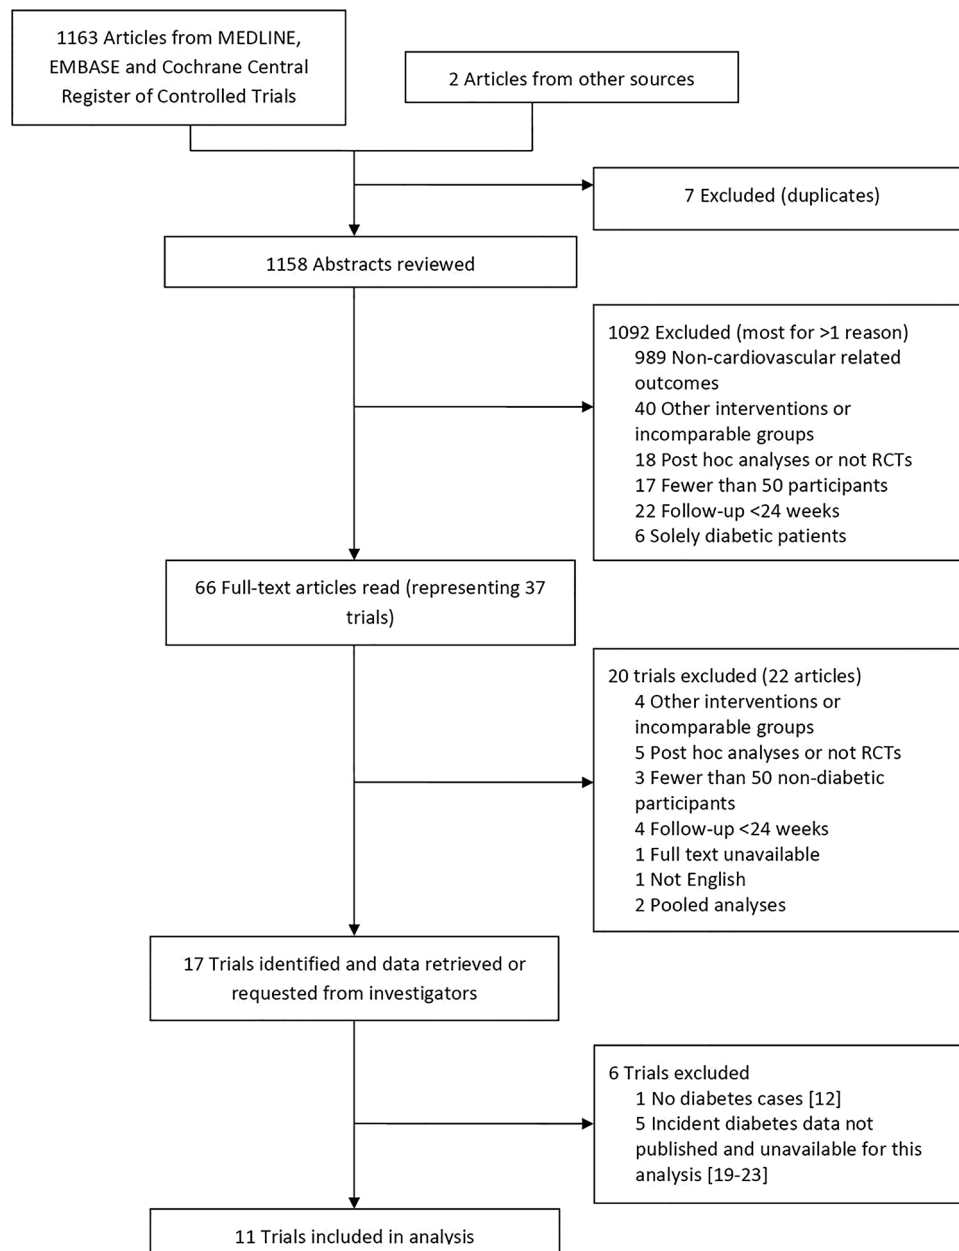 1163 Articles from MEDLINE,
EMBASE and Cochrane Central
Register of Controlled Trials
2 Articles from other sources
7 Excluded (duplicates)
1158 Abstracts reviewed
1092 Excluded (most for >1 reason)
989 Non-cardiovascular related
outcomes
40 Other interventions or
incomparable groups
18 Post hoc analyses or not RCTs
17 Fewer than 50 participants
22 Follow-up <24 weeks
6 Solely diabetic patients
66 Full-text articles read (representing 37
trials)
20 trials excluded (22 articles)
4 Other interventions or
incomparable groups
5 Post hoc analyses or not RCTs
3 Fewer than 50 non-diabetic
participants
4 Follow-up <24 weeks
1 Full text unavailable
1 Not English
2 Pooled analyses
17 Trials identified and data retrieved or
requested from investigators
6 Trials excluded
1 No diabetes cases [12]
5 Incident diabetes data not
published and unavailable for this
analysis [19-23]
11 Trials included in analysis